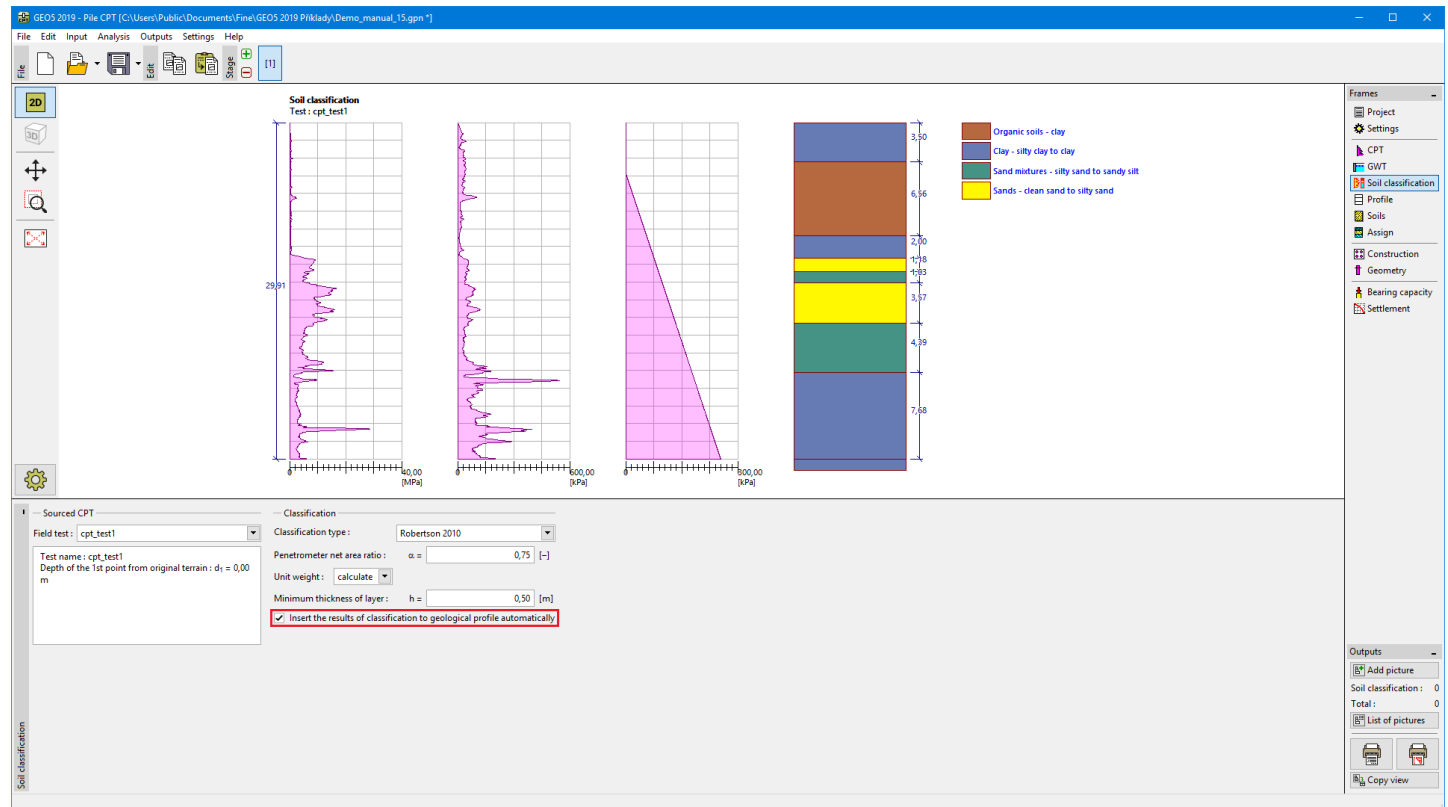 GEO5 2019 - Pile CPT [C:\Users\Public\Documents\Fine\GEO5 2019 Příklady\Demo_manual_15.gpn *]
File Edit Input Analysis Outputs Settings Help
File
Edit
Stage
[1]
2D
3D
Soil classification
Test : cpt_test1
29,91
0
40,00
[MPa]
0
600,00
[kPa]
0
800,00
[kPa]
3,50
6,56
2,00
1,18
1,03
3,57
4,39
7,68
Organic soils - clay
Clay - silty clay to clay
Sand mixtures - silty sand to sandy silt
Sands - clean sand to silty sand
Frames
Project
Settings
CPT
GWT
Soil classification
Profile
Soils
Assign
Construction
Geometry
Bearing capacity
Settlement
Soil classification
Sourced CPT
Field test : cpt_test1
Test name : cpt_test1
Depth of the 1st point from original terrain : d₁ = 0,00
m
Classification
Classification type : Robertson 2010
Penetrometer net area ratio : α = 0,75 [–]
Unit weight : calculate
Minimum thickness of layer : h = 0,50 [m]
Insert the results of classification to geological profile automatically
Outputs
Add picture
Soil classification : 0
Total : 0
List of pictures
Copy view